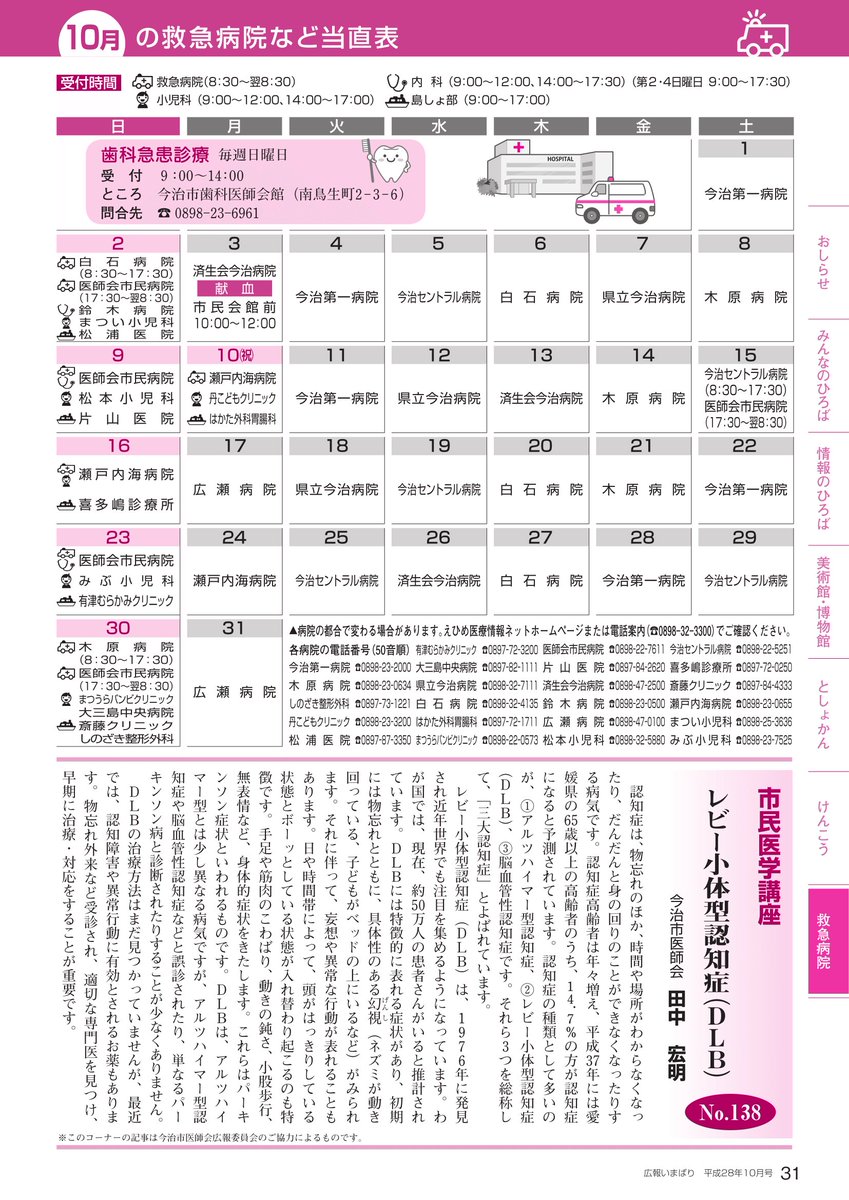 10月 の救急病院など当直表
受付時間 救急病院(8:30～翌8:30) 内 科 (9:00～12:00、14:00～17:30) (第2・4日曜日 9:00～17:30)
小児科 (9:00～12:00、14:00～17:00) 島しょ部 (9:00～17:00)
日 月 火 水 木 金 土
歯科急患診療 毎週日曜日
受 付 9:00～14:00
ところ 今治市歯科医師会館 (南鳥生町2-3-6)
問合先 ☎0898-23-6961
HOSPITAL
1
今治第一病院
2
白石病院
(8:30～17:30)
医師会市民病院
(17:30～翌8:30)
鈴木病院
まつい小児科
松浦医院
3
済生会今治病院
献血
市民会館前
10:00～12:00
4
今治第一病院
5
今治セントラル病院
6
白石病院
7
県立今治病院
8
木原病院
9
医師会市民病院
松本小児科
片山医院
10(祝)
瀬戸内海病院
丹こどもクリニック
はかた外科胃腸科
11
今治第一病院
12
県立今治病院
13
済生会今治病院
14
木原病院
15
今治セントラル病院
(8:30～17:30)
医師会市民病院
(17:30～翌8:30)
16
瀬戸内海病院
喜多嶋診療所
17
広瀬病院
18
県立今治病院
19
今治セントラル病院
20
白石病院
21
木原病院
22
今治第一病院
23
医師会市民病院
みぶ小児科
有津むらかみクリニック
24
瀬戸内海病院
25
今治セントラル病院
26
済生会今治病院
27
白石病院
28
今治第一病院
29
今治セントラル病院
30
木原病院
(8:30～17:30)
医師会市民病院
(17:30～翌8:30)
まつうらバンビクリニック
大三島中央病院
斎藤クリニック
しのざき整形外科
31
広瀬病院
▲病院の都合で変わる場合があります。えひめ医療情報ネットホームページまたは電話案内(☎0898-32-3300)でご確認ください。
各病院の電話番号(50音順) 有津むらかみクリニック ☎0897-72-3200 医師会市民病院 ☎0898-22-7611 今治セントラル病院 ☎0898-22-5251
今治第一病院 ☎0898-23-2000 大三島中央病院 ☎0897-82-1111 片山医院 ☎0897-84-2620 喜多嶋診療所 ☎0897-72-0250
木原病院 ☎0898-23-0634 県立今治病院 ☎0898-32-7111 済生会今治病院 ☎0898-47-2500 斎藤クリニック ☎0897-84-4333
しのざき整形外科 ☎0897-73-1221 白石病院 ☎0898-32-4135 鈴木病院 ☎0898-23-0500 瀬戸内海病院 ☎0898-23-0655
丹こどもクリニック ☎0898-23-3200 はかた外科胃腸科 ☎0897-72-1711 広瀬病院 ☎0898-47-0100 まつい小児科 ☎0898-25-3636
松浦医院 ☎0897-87-3350 まつうらバンビクリニック ☎0898-22-0573 松本小児科 ☎0898-32-5880 みぶ小児科 ☎0898-23-7525
市民医学講座
レビー小体型認知症(DLB)
今治市医師会 田中 宏明
No.138
認知症は、物忘れのほか、時間や場所がわからなくなっ
たり、だんだんと身の回りのことができなくなったりす
る病気です。認知症高齢者は年々増え、平成37年には愛
媛県の65歳以上の高齢者のうち、14.7％の方が認知症
になると予測されています。認知症の種類として多いの
が、①アルツハイマー型認知症、②レビー小体型認知症
(DLB)、③脳血管性認知症です。それら3つを総称し
て、「三大認知症」とよばれています。
レビー小体型認知症(DLB)は、1976年に発見
され近年世界でも注目を集めるようになっています。わ
が国では、現在、約50万人の患者さんがいると推計され
ています。DLBには特徴的に表れる症状があり、初期
には物忘れとともに、具体性のある幻視(げんし)(ネズミが動き
回っている、子どもがベッドの上にいるなど)がみられ
ます。それに伴って、妄想や異常な行動が表れることも
あります。日や時間帯によって、頭がはっきりしている
状態とボーッとしている状態が入れ替わり起こるのも特
徴です。手足や筋肉のこわばり、動きの鈍さ、小股歩行、
無表情など、身体的症状をきたします。これらはパーキ
ンソン症状といわれるものです。DLBは、アルツハイ
マー型とは少し異なる病気ですが、アルツハイマー型認
知症や脳血管性認知症などと誤診されたり、単なるパー
キンソン病と診断されたりすることが少なくありません。
DLBの治療方法はまだ見つかっていませんが、最近
では、認知障害や異常行動に有効とされるお薬もありま
す。物忘れ外来など受診され、適切な専門医を見つけ、
早期に治療・対応をすることが重要です。
※このコーナーの記事は今治市医師会広報委員会のご協力によるものです。
おしらせ
みんなのひろば
情報のひろば
美術館・博物館
としょかん
けんこう
救急病院
広報いまばり 平成28年10月号 31